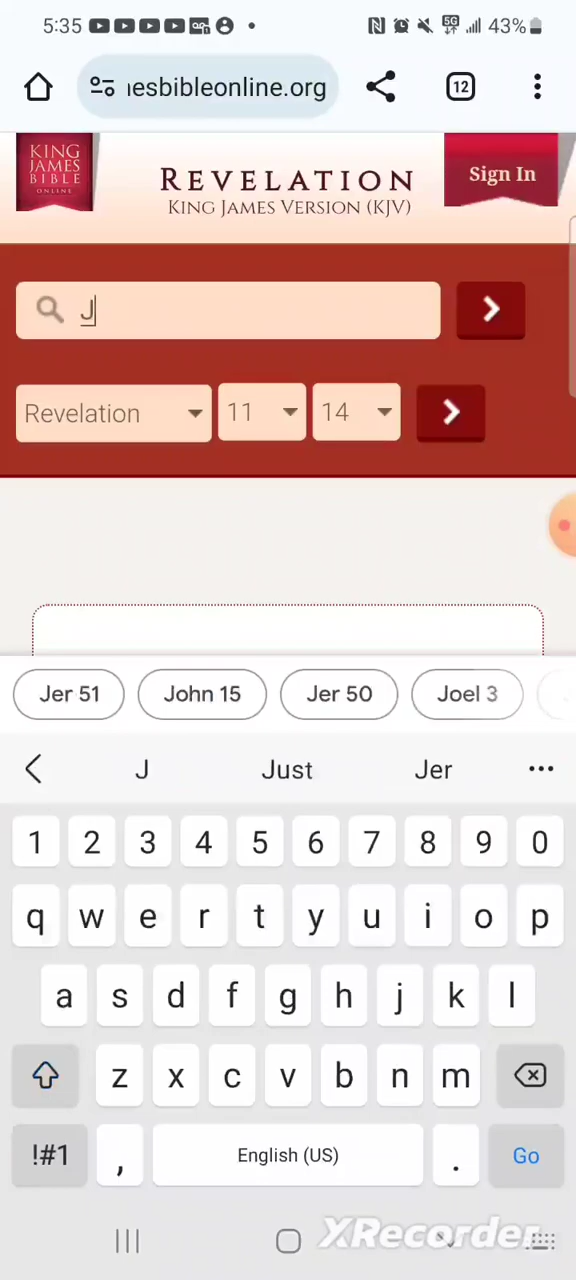 5:35 43%
5G
iesbibleonline.org 12
KING
JAMES
BIBLE
ONLINE
REVELATION
KING JAMES VERSION (KJV)
Sign In
J
Revelation 11 14
Jer 51 John 15 Jer 50 Joel 3
J Just Jer ...
1 2 3 4 5 6 7 8 9 0
q w e r t y u i o p
a s d f g h j k l
z x c v b n m
!#1 , English (US) . Go
XRecorder